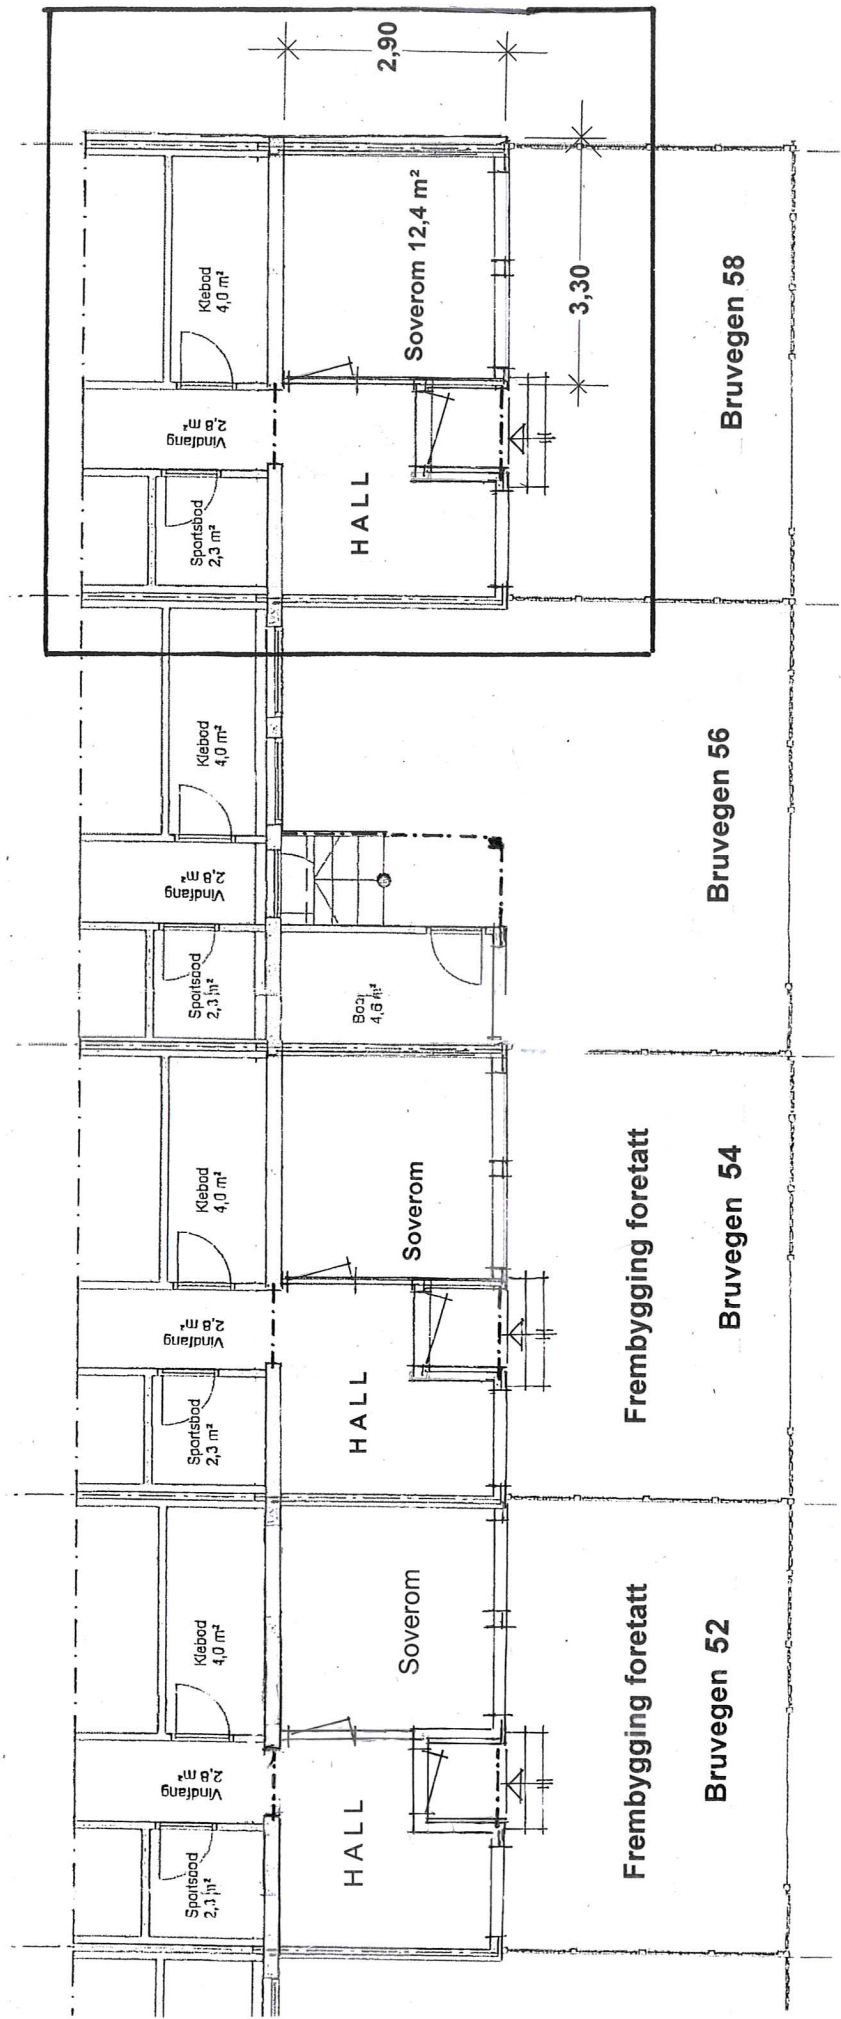 2,90
Klebod
4,0 m²
Soverom 12,4 m²
3,30
Bruvegen 58
Vindfang
2,8 m²
Sportsbod
2,3 m²
HALL
Klebod
4,0 m²
Bruvegen 56
Vindfang
2,8 m²
Sportsbod
2,3 m²
4,6 m²
Klebod
4,0 m²
Soverom
Frembygging foretatt
Bruvegen 54
Vindfang
2,8 m²
Sportsbod
2,3 m²
HALL
Klebod
4,0 m²
Soverom
Frembygging foretatt
Bruvegen 52
Vindfang
2,8 m²
Sportsbod
2,3 m²
HALL